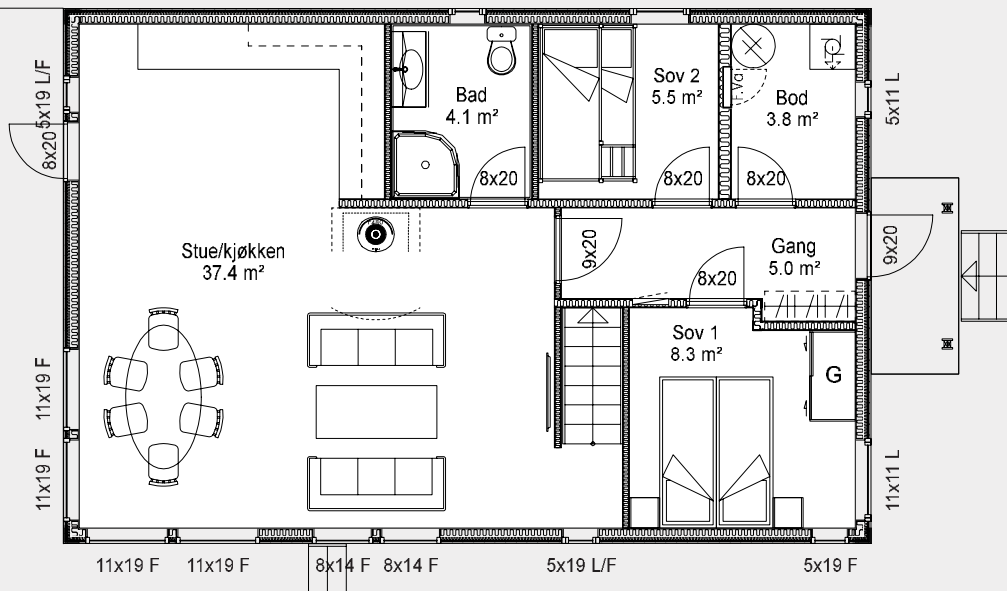 5x19 L/F
8x20
Bad
4.1 m²
Sov 2
5.5 m²
Bod
3.8 m²
5x11 L
8x20
8x20
8x20
Stue/kjøkken
37.4 m²
9x20
Gang
5.0 m²
9x20
8x20
Sov 1
8.3 m²
G
11x19 F
11x19 F
11x11 L
11x19 F
11x19 F
8x14 F
8x14 F
5x19 L/F
5x19 F